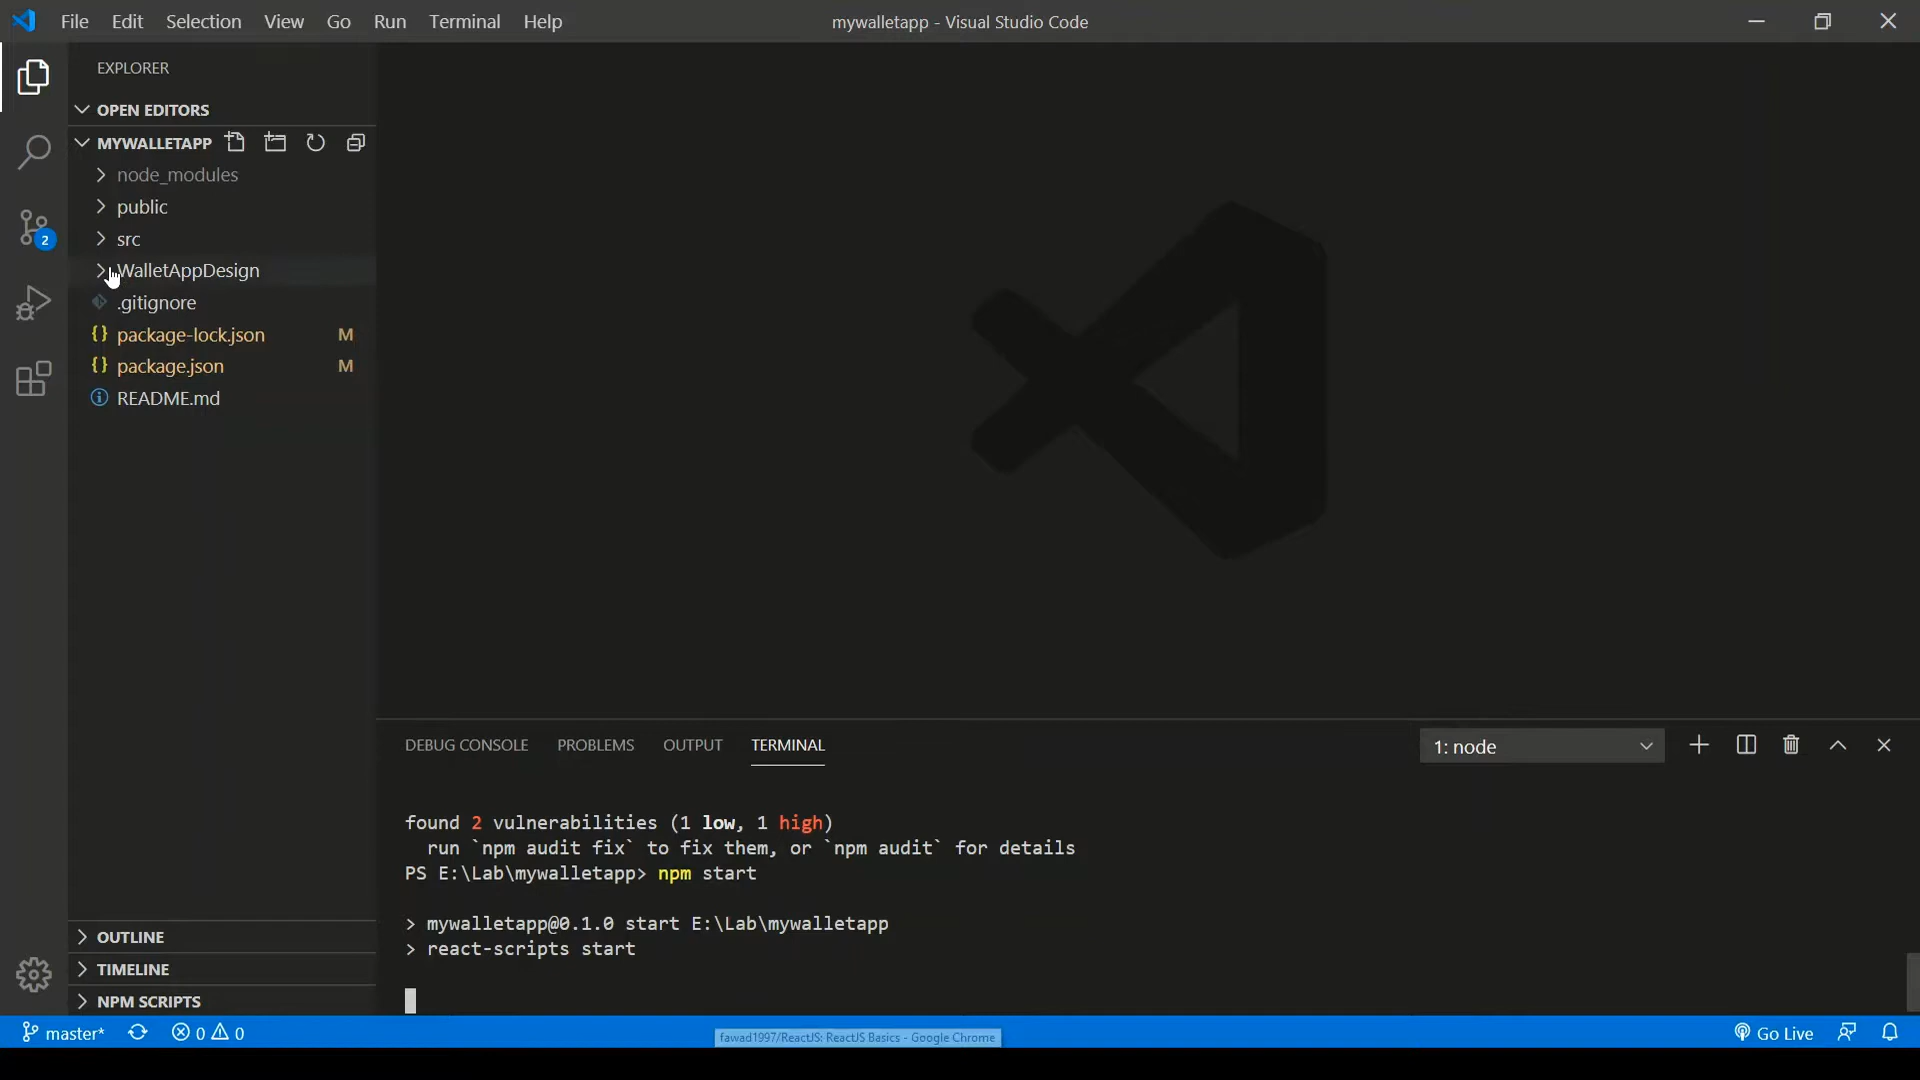 File Edit Selection View Go Run Terminal Help
mywalletapp - Visual Studio Code
EXPLORER
OPEN EDITORS
MYWALLETAPP
node_modules
public
src
WalletAppDesign
.gitignore
package-lock.json M
package.json M
README.md
2
OUTLINE
TIMELINE
NPM SCRIPTS
DEBUG CONSOLE PROBLEMS OUTPUT TERMINAL
1: node
found 2 vulnerabilities (1 low, 1 high)
run `npm audit fix` to fix them, or `npm audit` for details
PS E:\Lab\mywalletapp> npm start
> mywalletapp@0.1.0 start E:\Lab\mywalletapp
> react-scripts start
master* 0 0
fawad1997/ReactJS: ReactJS Basics - Google Chrome
Go Live